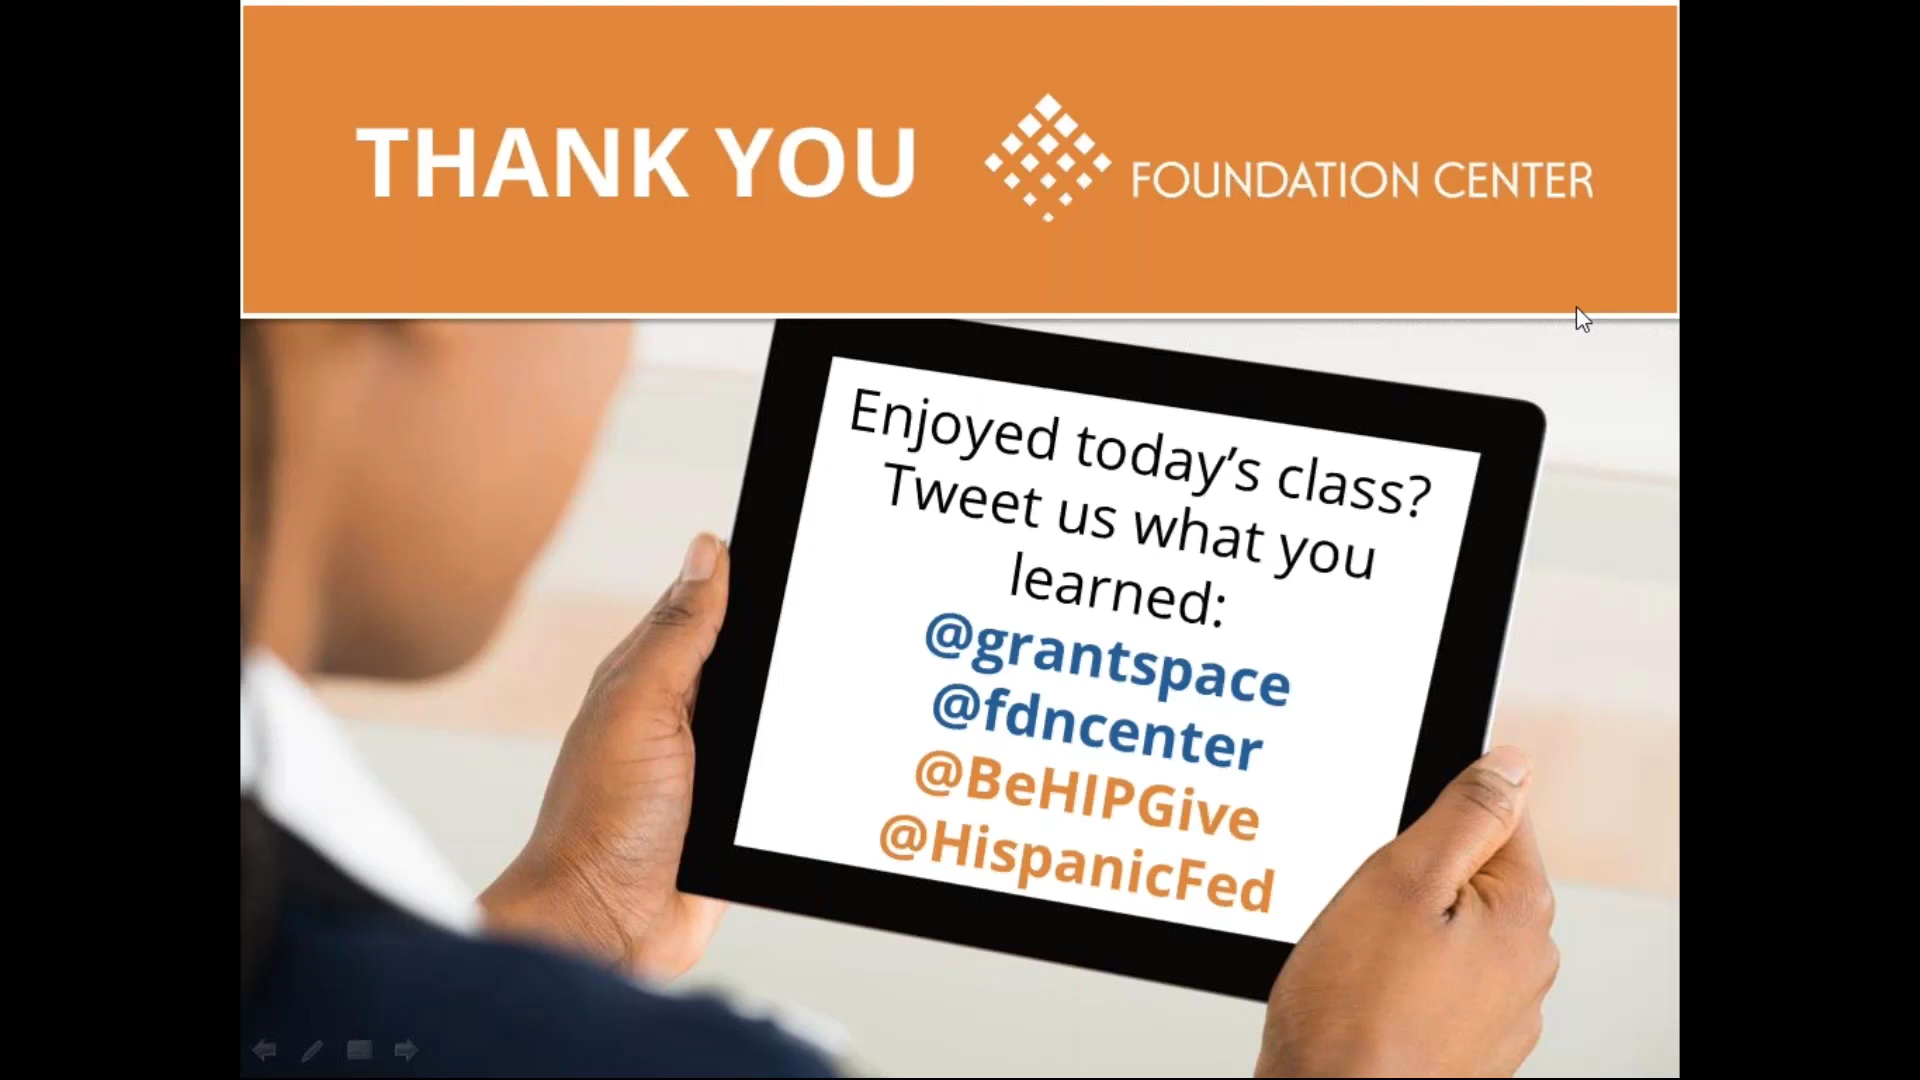 THANK YOU
FOUNDATION CENTER
Enjoyed today’s class?
Tweet us what you
learned:
@grantspace
@fdncenter
@BeHIPGive
@HispanicFed